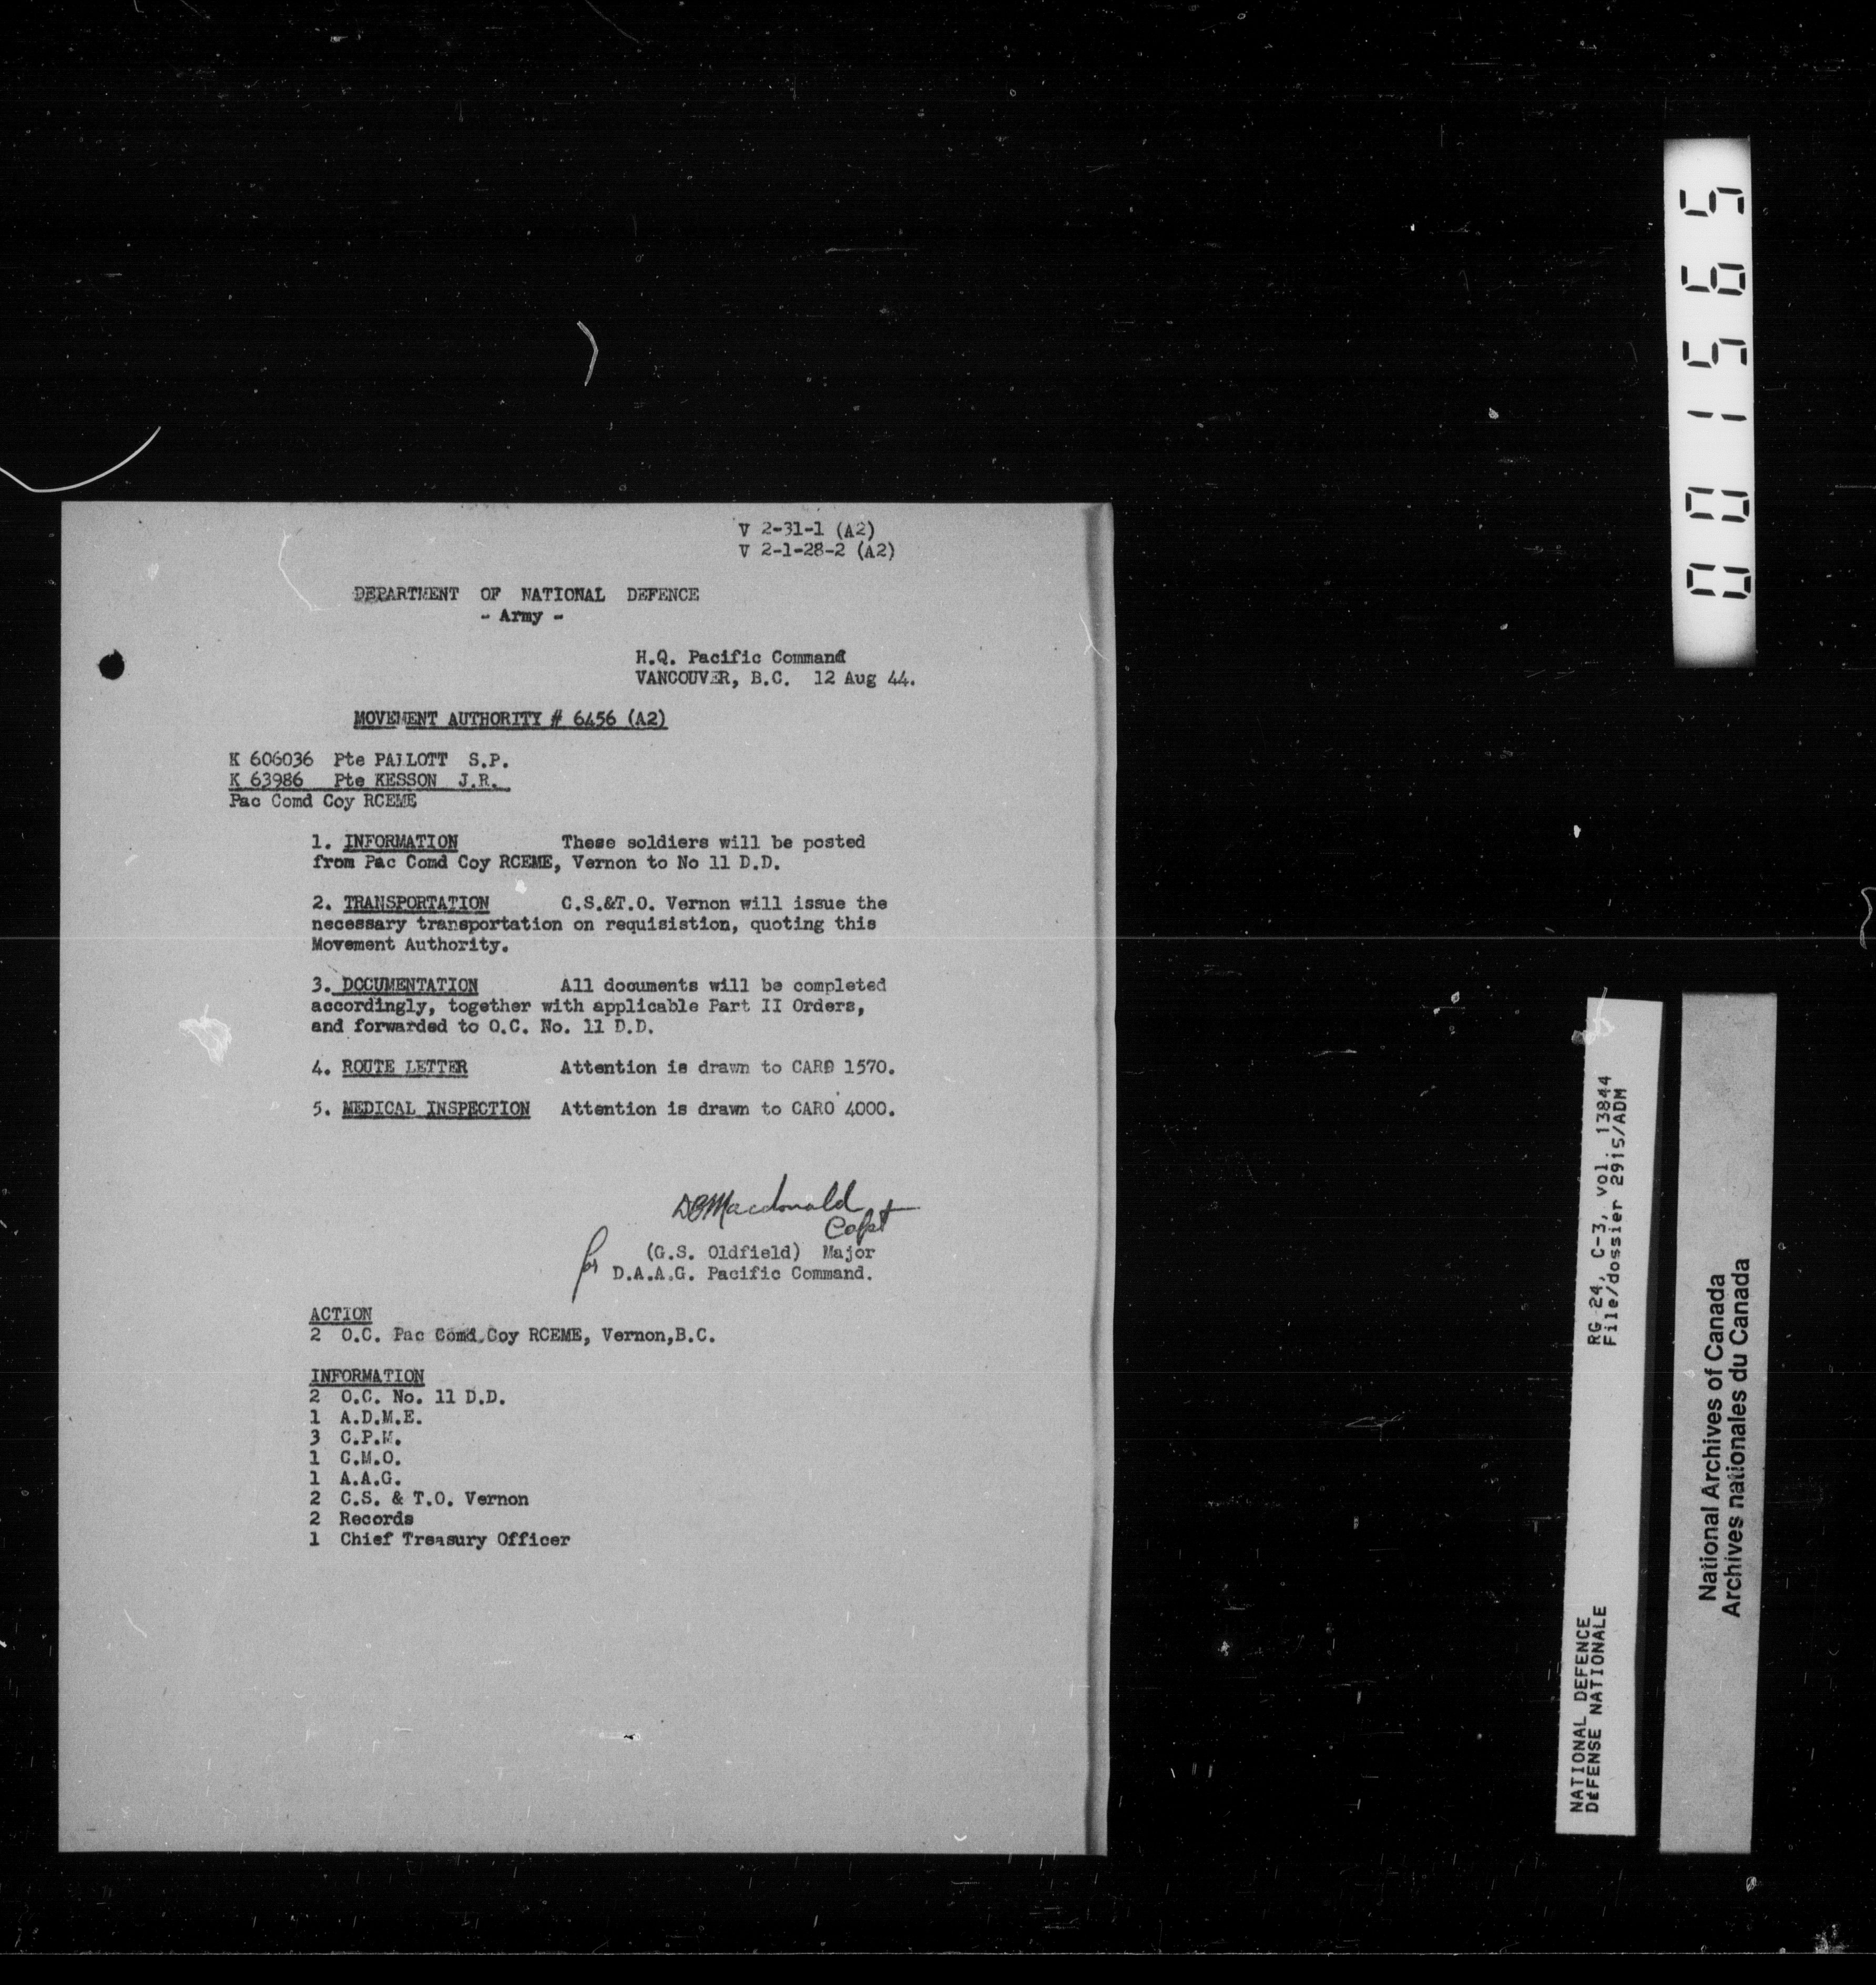 V 2-31-1 (A2)
V 2-1-28-2 (A2)
DEPARTMENT OF NATIONAL DEFENCE
- Army -
H.Q. Pacific Command
VANCOUVER, B.C. 12 Aug 44.
MOVEMENT AUTHORITY # 6456 (A2)
K 606036 Pte PALLOTT S.P.
K 63986 Pte KESSON J.R.
Pac Comd Coy RCEME
1. INFORMATION These soldiers will be posted
from Pac Comd Coy RCEME, Vernon to No 11 D.D.
2. TRANSPORTATION C.S.&T.O. Vernon will issue the
necessary transportation on requisistion, quoting this
Movement Authority.
3. DOCUMENTATION All documents will be completed
accordingly, together with applicable Part II Orders,
and forwarded to O.C. No. 11 D.D.
4. ROUTE LETTER Attention is drawn to CARO 1570.
5. MEDICAL INSPECTION Attention is drawn to CARO 4000.
DBMacdonald
Capt
(G.S. Oldfield) Major
for D.A.A.G. Pacific Command.
ACTION
2 O.C. Pac Comd.Coy RCEME, Vernon,B.C.
INFORMATION
2 O.C. No. 11 D.D.
1 A.D.M.E.
3 C.P.M.
1 C.M.O.
1 A.A.G.
2 C.S. & T.O. Vernon
2 Records
1 Chief Treasury Officer
001565
RG 24, C-3, vol. 13844
File/dossier 2915/ADM
NATIONAL DEFENCE
DÉFENSE NATIONALE
National Archives of Canada
Archives nationales du Canada